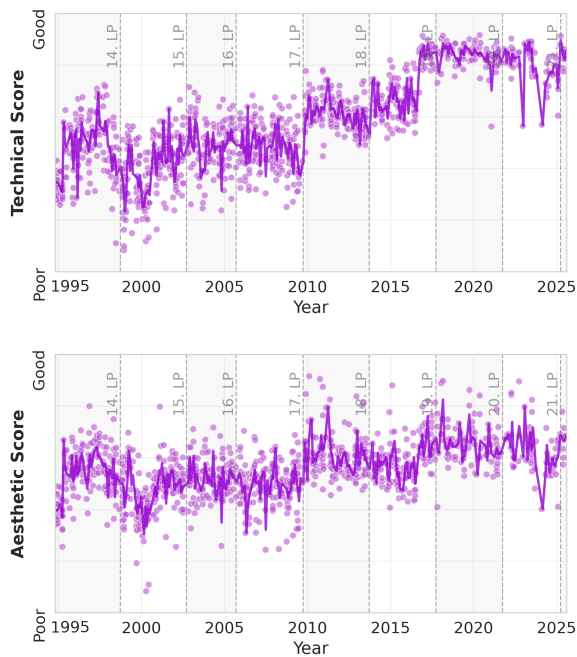 Good
Technical Score
Poor
14. LP
15. LP
16. LP
17. LP
18. LP
LP
1995 2000 2005 2010 2015 2020 2025
Year
Good
Aesthetic Score
Poor
14. LP
15. LP
16. LP
17. LP
18. LP
19. LP
20. LP
21. LP
1995 2000 2005 2010 2015 2020 2025
Year